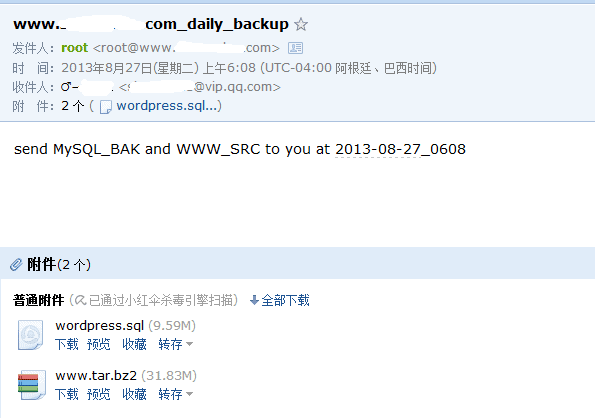 www.s com_daily_backup
发件人：root <root@www. .com>
时　间：2013年8月27日(星期二) 上午6:08 (UTC-04:00 阿根廷、巴西时间)
收件人： <s @vip.qq.com>
附　件：2 个 ( wordpress.sql...)
send MySQL_BAK and WWW_SRC to you at 2013-08-27_0608
附件(2 个)
普通附件 (已通过小红伞杀毒引擎扫描) 全部下载
wordpress.sql (9.59M)
下载 预览 收藏 转存
www.tar.bz2 (31.83M)
下载 预览 收藏 转存